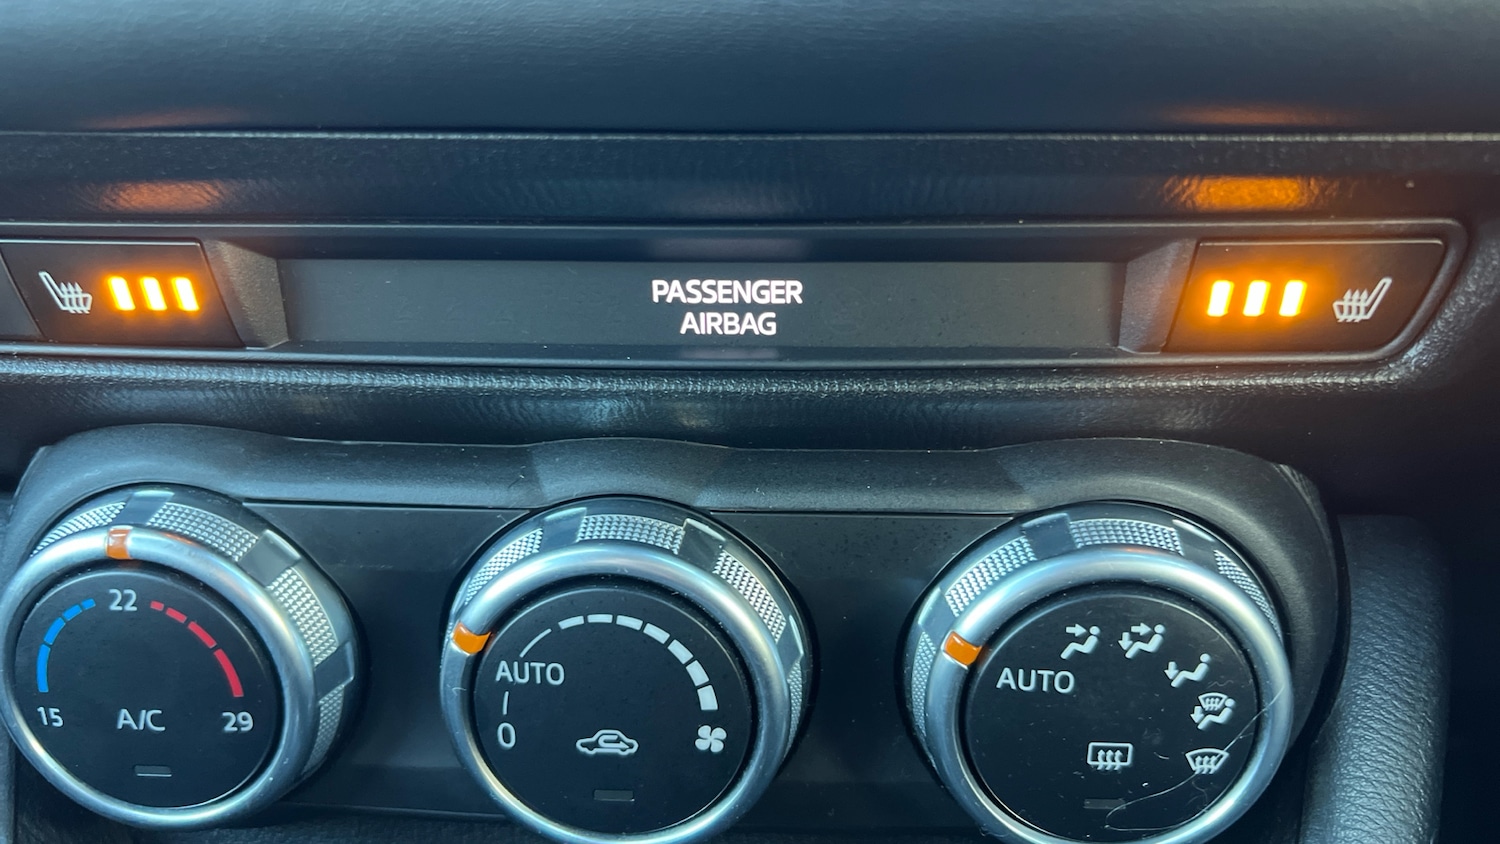 PASSENGER
AIRBAG
22
15
A/C
29
AUTO
0
AUTO